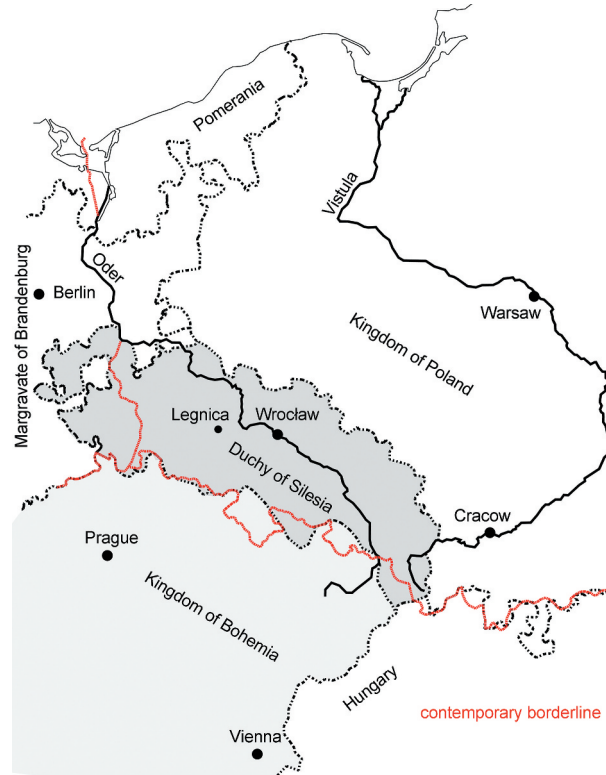 Pomerania
Vistula
Oder
Margravate of Brandenburg
Berlin
Warsaw
Kingdom of Poland
Legnica
Wrocław
Duchy of Silesia
Cracow
Prague
Kingdom of Bohemia
Hungary
contemporary borderline
Vienna